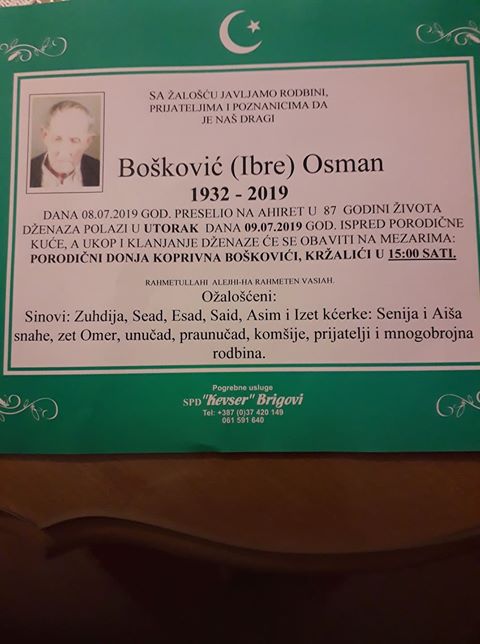 SA ŽALOŠĆU JAVLJAMO RODBINI,
PRIJATELJIMA I POZNANICIMA DA
JE NAŠ DRAGI
Bošković (Ibre) Osman
1932 - 2019
DANA 08.07.2019 GOD. PRESELIO NA AHIRET U 87 GODINI ŽIVOTA
DŽENAZA POLAZI U UTORAK DANA 09.07.2019 GOD. ISPRED PORODIČNE
KUĆE, A UKOP I KLANJANJE DŽENAZE ĆE SE OBAVITI NA MEZARIMA:
PORODIČNI DONJA KOPRIVNA BOŠKOVIĆI, KRŽALIĆI U 15:00 SATI.
RAHMETULLAHI ALEJHI-HA RAHMETEN VASIAH.
Ožalošćeni:
Sinovi: Zuhdija, Sead, Esad, Said, Asim i Izet kćerke: Senija i Aiša
snahe, zet Omer, unučad, praunučad, komšije, prijatelji i mnogobrojna
rodbina.
Pogrebne usluge
SPD "Kevser" Brigovi
Tel: +387 (0)37 420 149
061 591 640